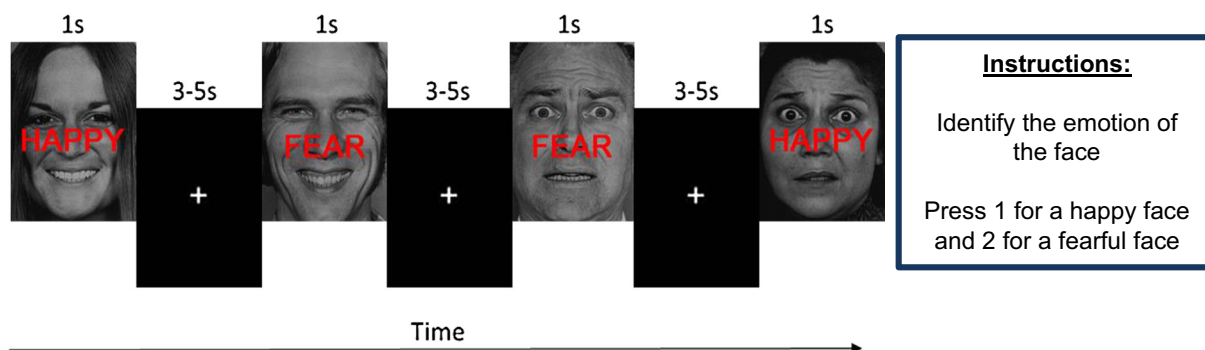 1s
1s
1s
1s
3-5s
3-5s
3-5s
HAPPY
FEAR
FEAR
HAPPY
+
+
+
Time
Instructions:
Identify the emotion of
the face
Press 1 for a happy face
and 2 for a fearful face